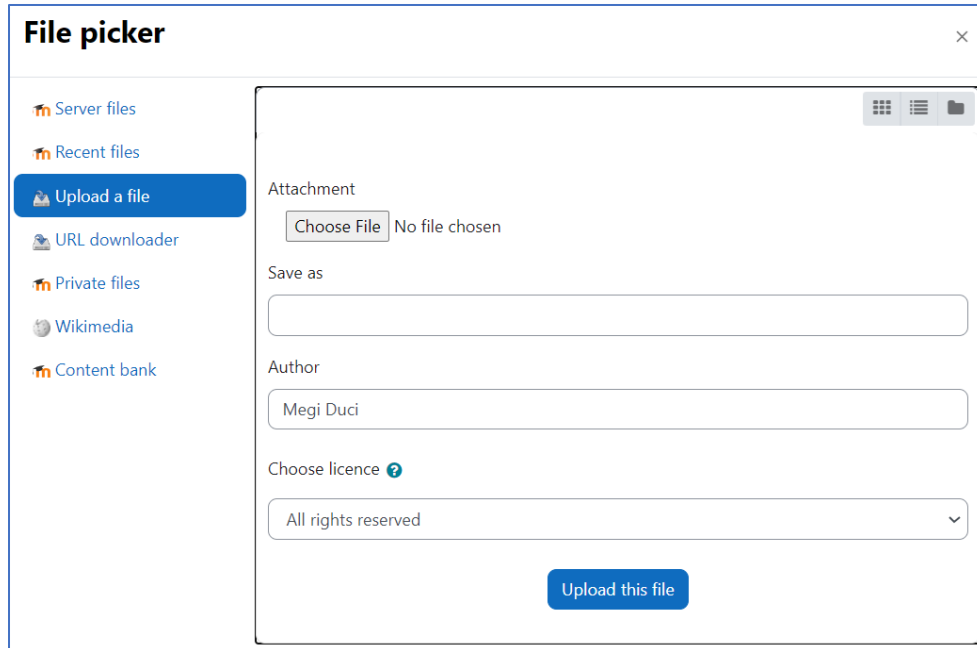 File picker
×
Server files
Recent files
Upload a file
URL downloader
Private files
Wikimedia
Content bank
Attachment
Choose File No file chosen
Save as
Author
Megi Duci
Choose licence ?
All rights reserved
Upload this file